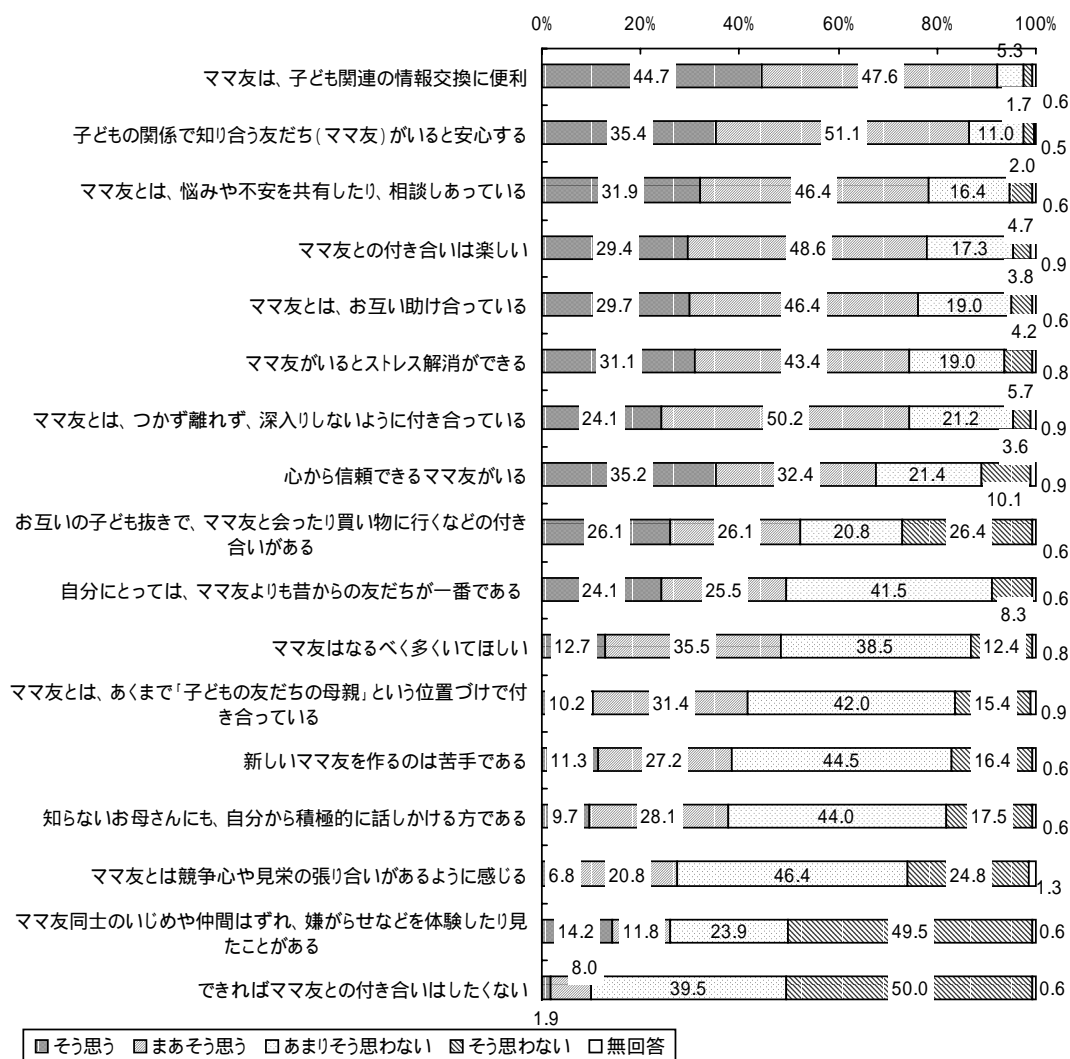 0% 20% 40% 60% 80% 100%
5.3
ママ友は、子ども関連の情報交換に便利 44.7 47.6
1.7 0.6
子どもの関係で知り合う友だち(ママ友)がいると安心する 35.4 51.1 11.0 0.5
2.0
ママ友とは、悩みや不安を共有したり、相談しあっている 31.9 46.4 16.4 0.6
4.7
ママ友との付き合いは楽しい 29.4 48.6 17.3 0.9
3.8
ママ友とは、お互い助け合っている 29.7 46.4 19.0 0.6
4.2
ママ友がいるとストレス解消ができる 31.1 43.4 19.0 0.8
5.7
ママ友とは、つかず離れず、深入りしないように付き合っている 24.1 50.2 21.2 0.9
3.6
心から信頼できるママ友がいる 35.2 32.4 21.4 0.9
10.1
お互いの子ども抜きで、ママ友と会ったり買い物に行くなどの付き
合いがある 26.1 26.1 20.8 26.4 0.6
自分にとっては、ママ友よりも昔からの友だちが一番である 24.1 25.5 41.5 0.6
8.3
ママ友はなるべく多くいてほしい 12.7 35.5 38.5 12.4 0.8
ママ友とは、あくまで「子どもの友だちの母親」という位置づけで付
き合っている 10.2 31.4 42.0 15.4 0.9
新しいママ友を作るのは苦手である 11.3 27.2 44.5 16.4 0.6
知らないお母さんにも、自分から積極的に話しかける方である 9.7 28.1 44.0 17.5 0.6
ママ友とは競争心や見栄の張り合いがあるように感じる 6.8 20.8 46.4 24.8 1.3
ママ友同士のいじめや仲間はずれ、嫌がらせなどを体験したり見
たことがある 14.2 11.8 23.9 49.5 0.6
8.0
できればママ友との付き合いはしたくない 39.5 50.0 0.6
1.9
そう思う まあそう思う あまりそう思わない そう思わない 無回答